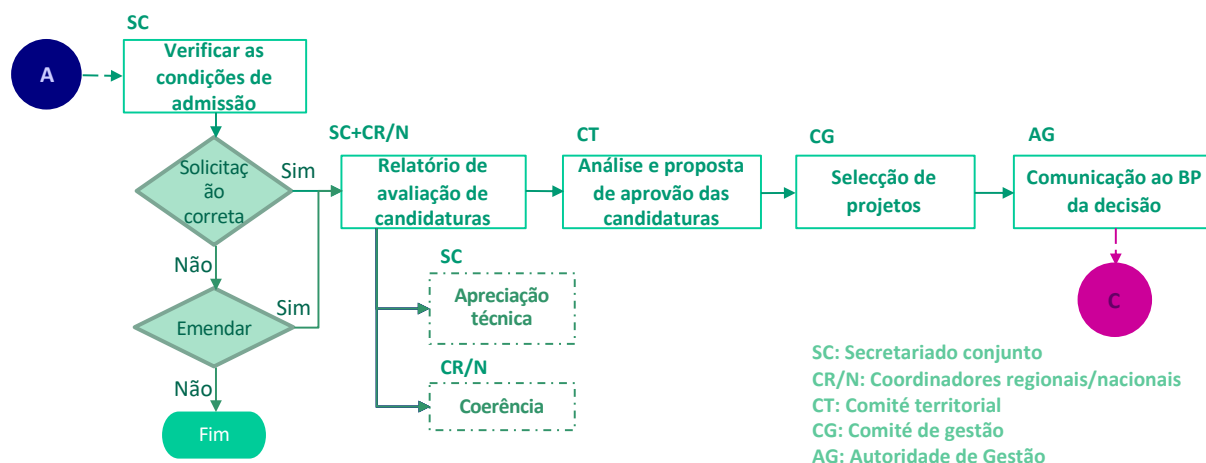 SC
A
Verificar as
condições de
admissão
Solicitaç
ão
correta
Sim
Não
Emendar
Sim
Não
Fim
SC+CR/N
Relatório de
avaliação de
candidaturas
SC
Apreciação
técnica
CR/N
Coerência
CT
Análise e proposta
de aprovão das
candidaturas
CG
Selecção de
projetos
AG
Comunicação ao BP
da decisão
C
SC: Secretariado conjunto
CR/N: Coordinadores regionais/nacionais
CT: Comité territorial
CG: Comité de gestão
AG: Autoridade de Gestão